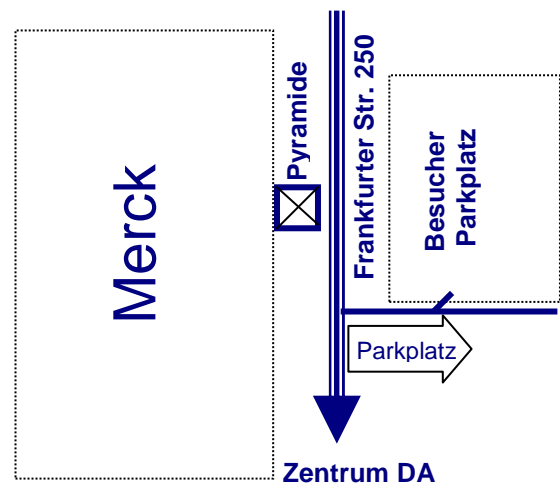 Merck
Pyramide
Frankfurter Str. 250
Besucher
Parkplatz
Parkplatz
Zentrum DA